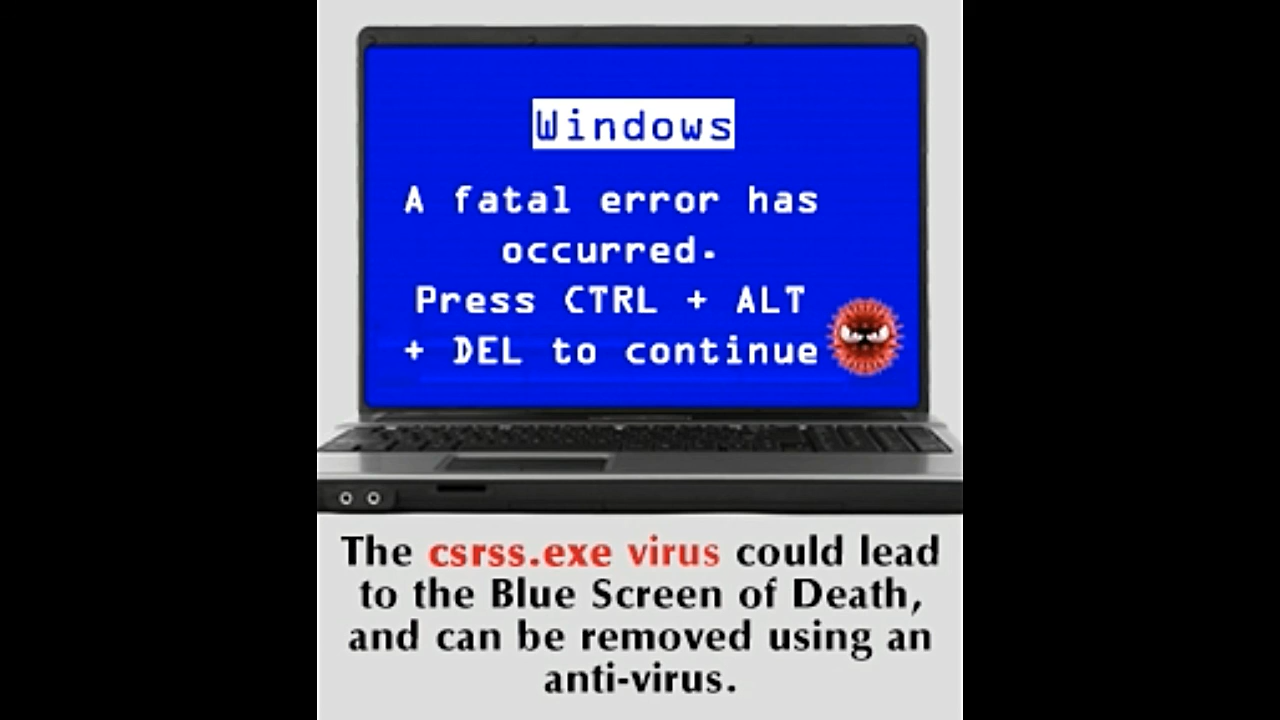 Windows
A fatal error has
occurred.
Press CTRL + ALT
+ DEL to continue
The csrss.exe virus could lead
to the Blue Screen of Death,
and can be removed using an
anti-virus.